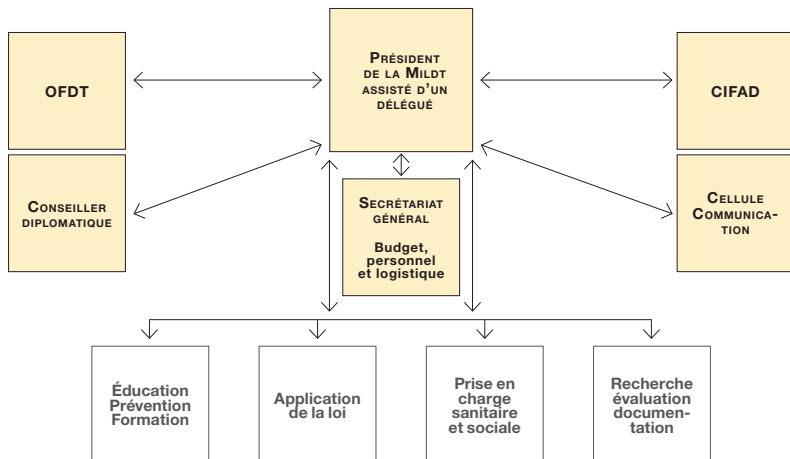 OFDT
Président
de la Mildt
assisté d'un
délégué
CIFAD
Conseiller
diplomatique
Secrétariat
général
Budget,
personnel
et logistique
Cellule
Communica-
tion
Éducation
Prévention
Formation
Application
de la loi
Prise en
charge
sanitaire
et sociale
Recherche
évaluation
documen-
tation